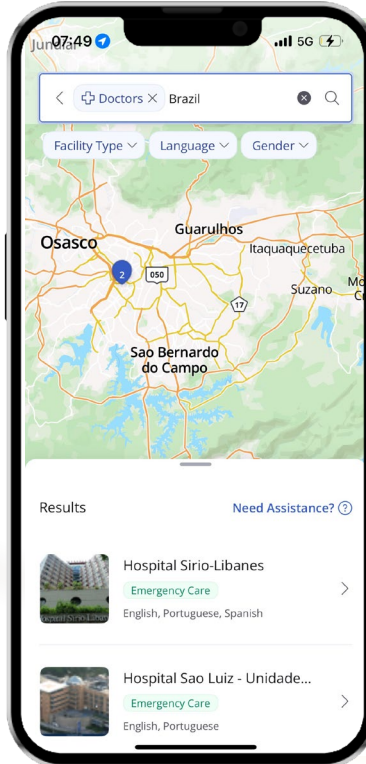 Jundiaí
07:49
5G
Doctors
Brazil
Facility Type
Language
Gender
Guarulhos
Osasco
Itaquaquecetuba
2
050
Suzano
Mo
C
17
Sao Bernardo
do Campo
Results
Need Assistance? ?
Hospital Sirio-Libanes
Emergency Care
English, Portuguese, Spanish
Hospital Sao Luiz - Unidade...
Emergency Care
English, Portuguese